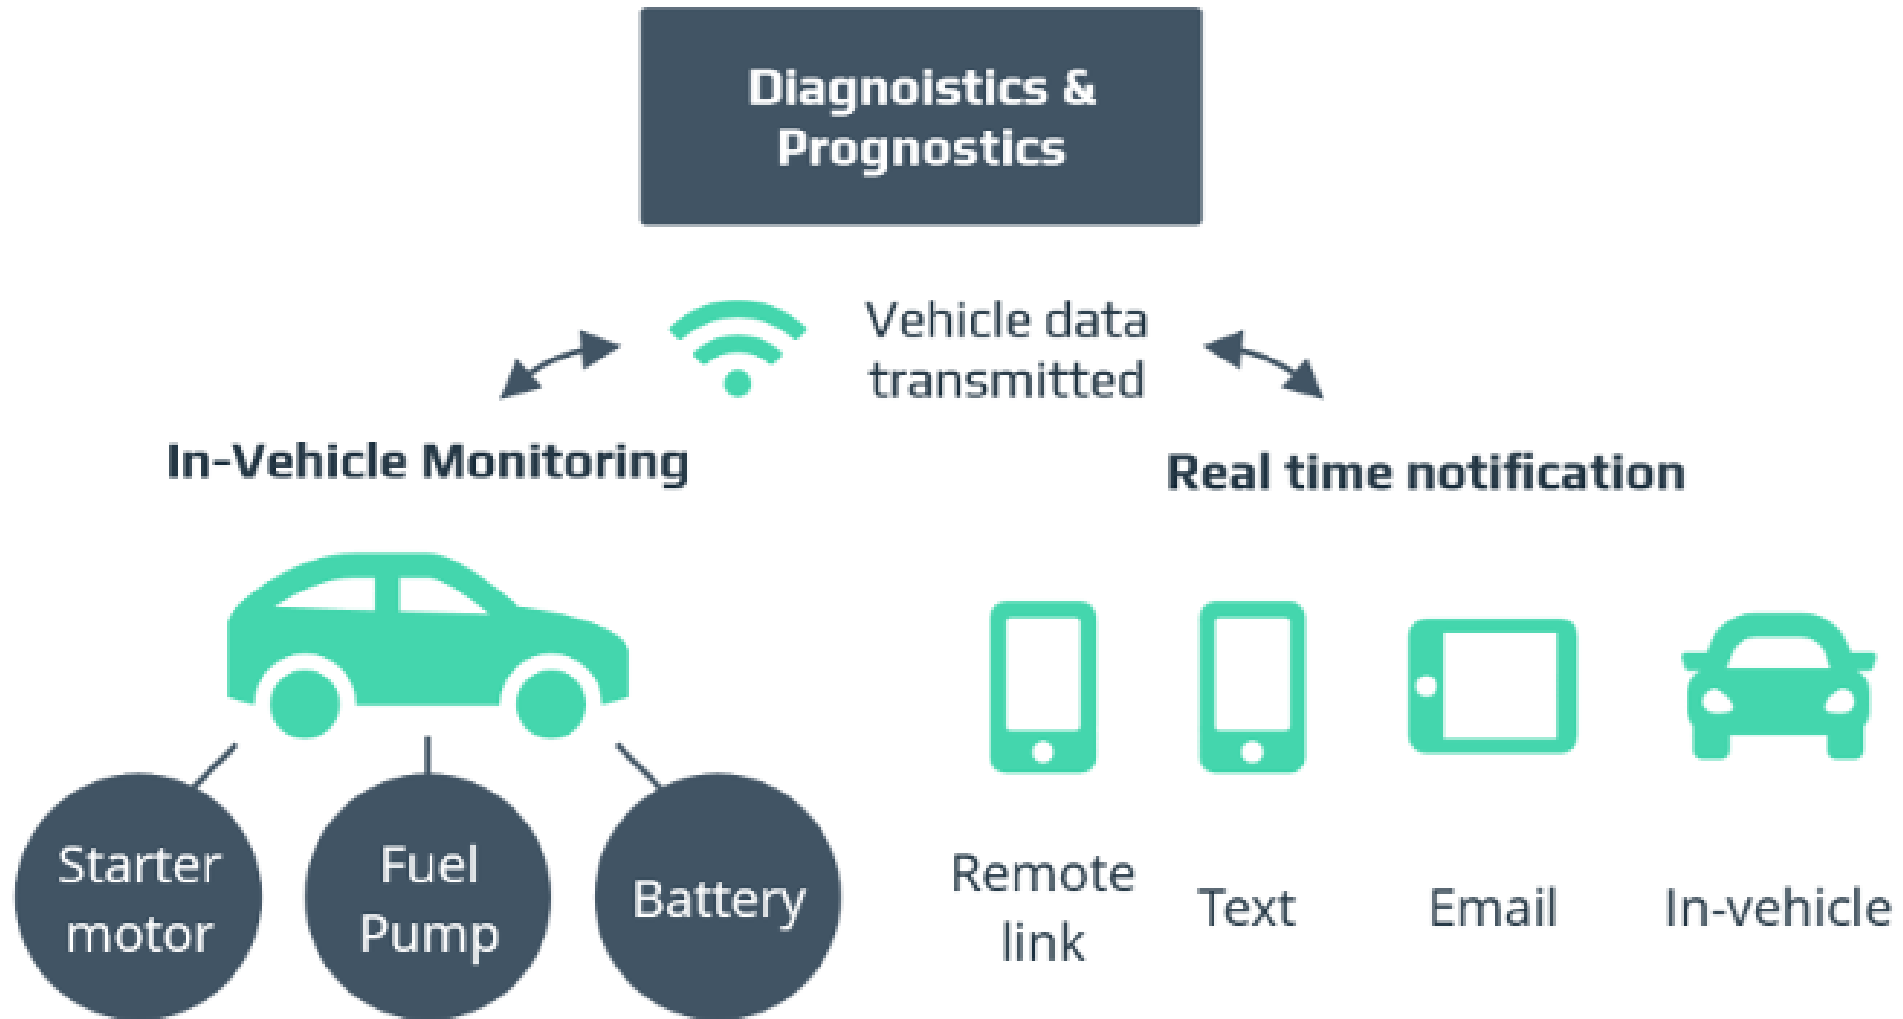 Diagnoistics &
Prognostics
Vehicle data
transmitted
In-Vehicle Monitoring
Real time notification
Starter
motor
Fuel
Pump
Battery
Remote
link
Text
Email
In-vehicle